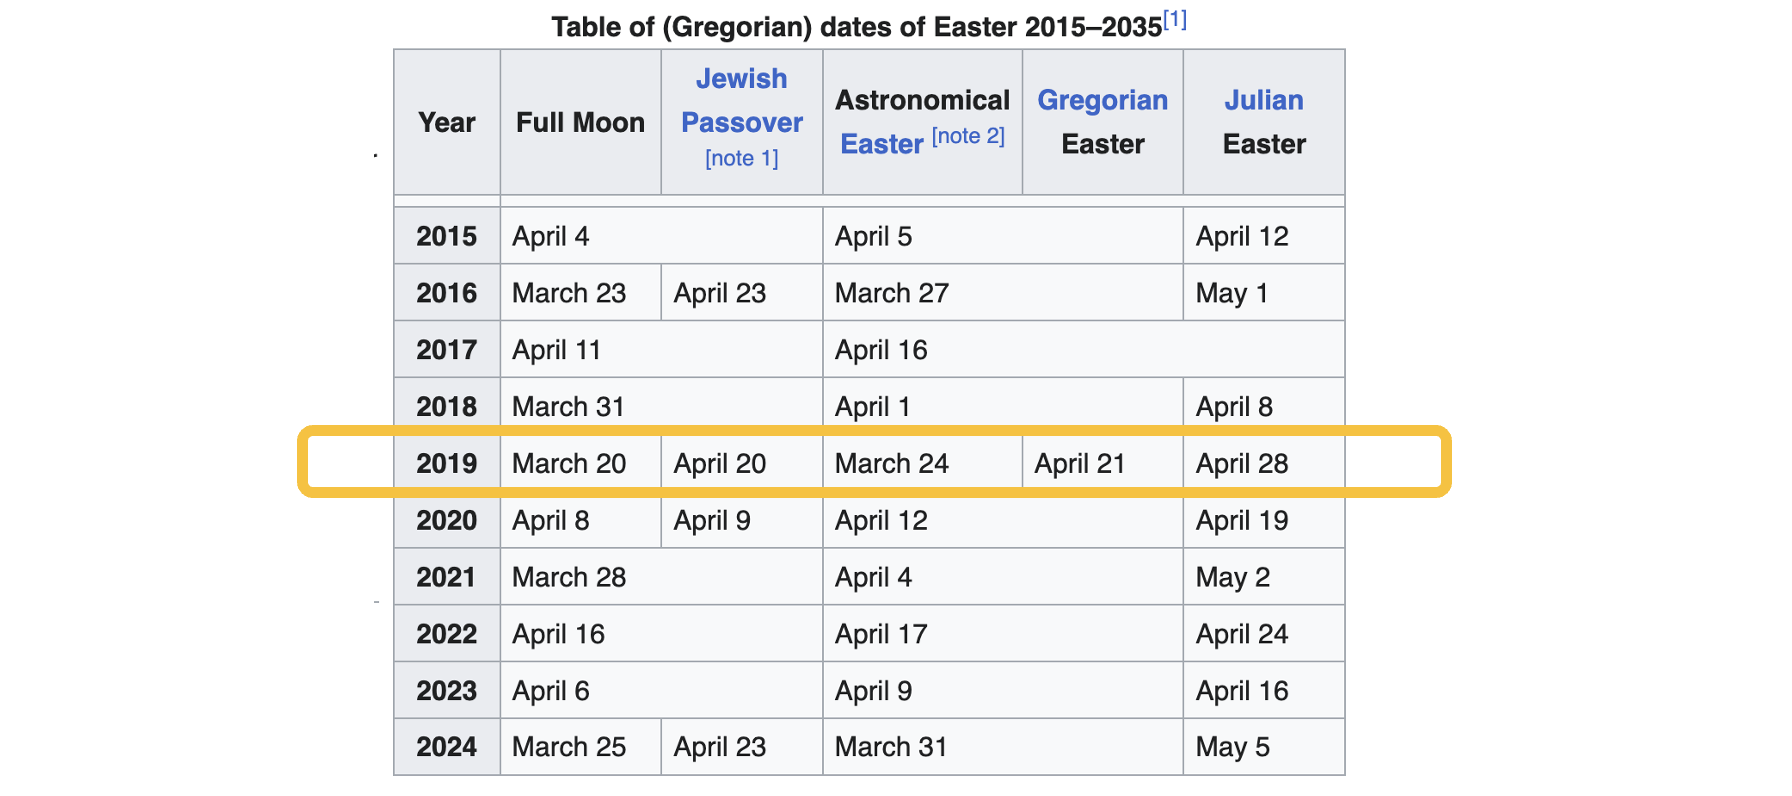 Table of (Gregorian) dates of Easter 2015–2035[1]
Year Full Moon Jewish Passover [note 1] Astronomical Easter [note 2] Gregorian Easter Julian Easter
2015 April 4 April 5 April 12
2016 March 23 April 23 March 27 May 1
2017 April 11 April 16
2018 March 31 April 1 April 8
2019 March 20 April 20 March 24 April 21 April 28
2020 April 8 April 9 April 12 April 19
2021 March 28 April 4 May 2
2022 April 16 April 17 April 24
2023 April 6 April 9 April 16
2024 March 25 April 23 March 31 May 5